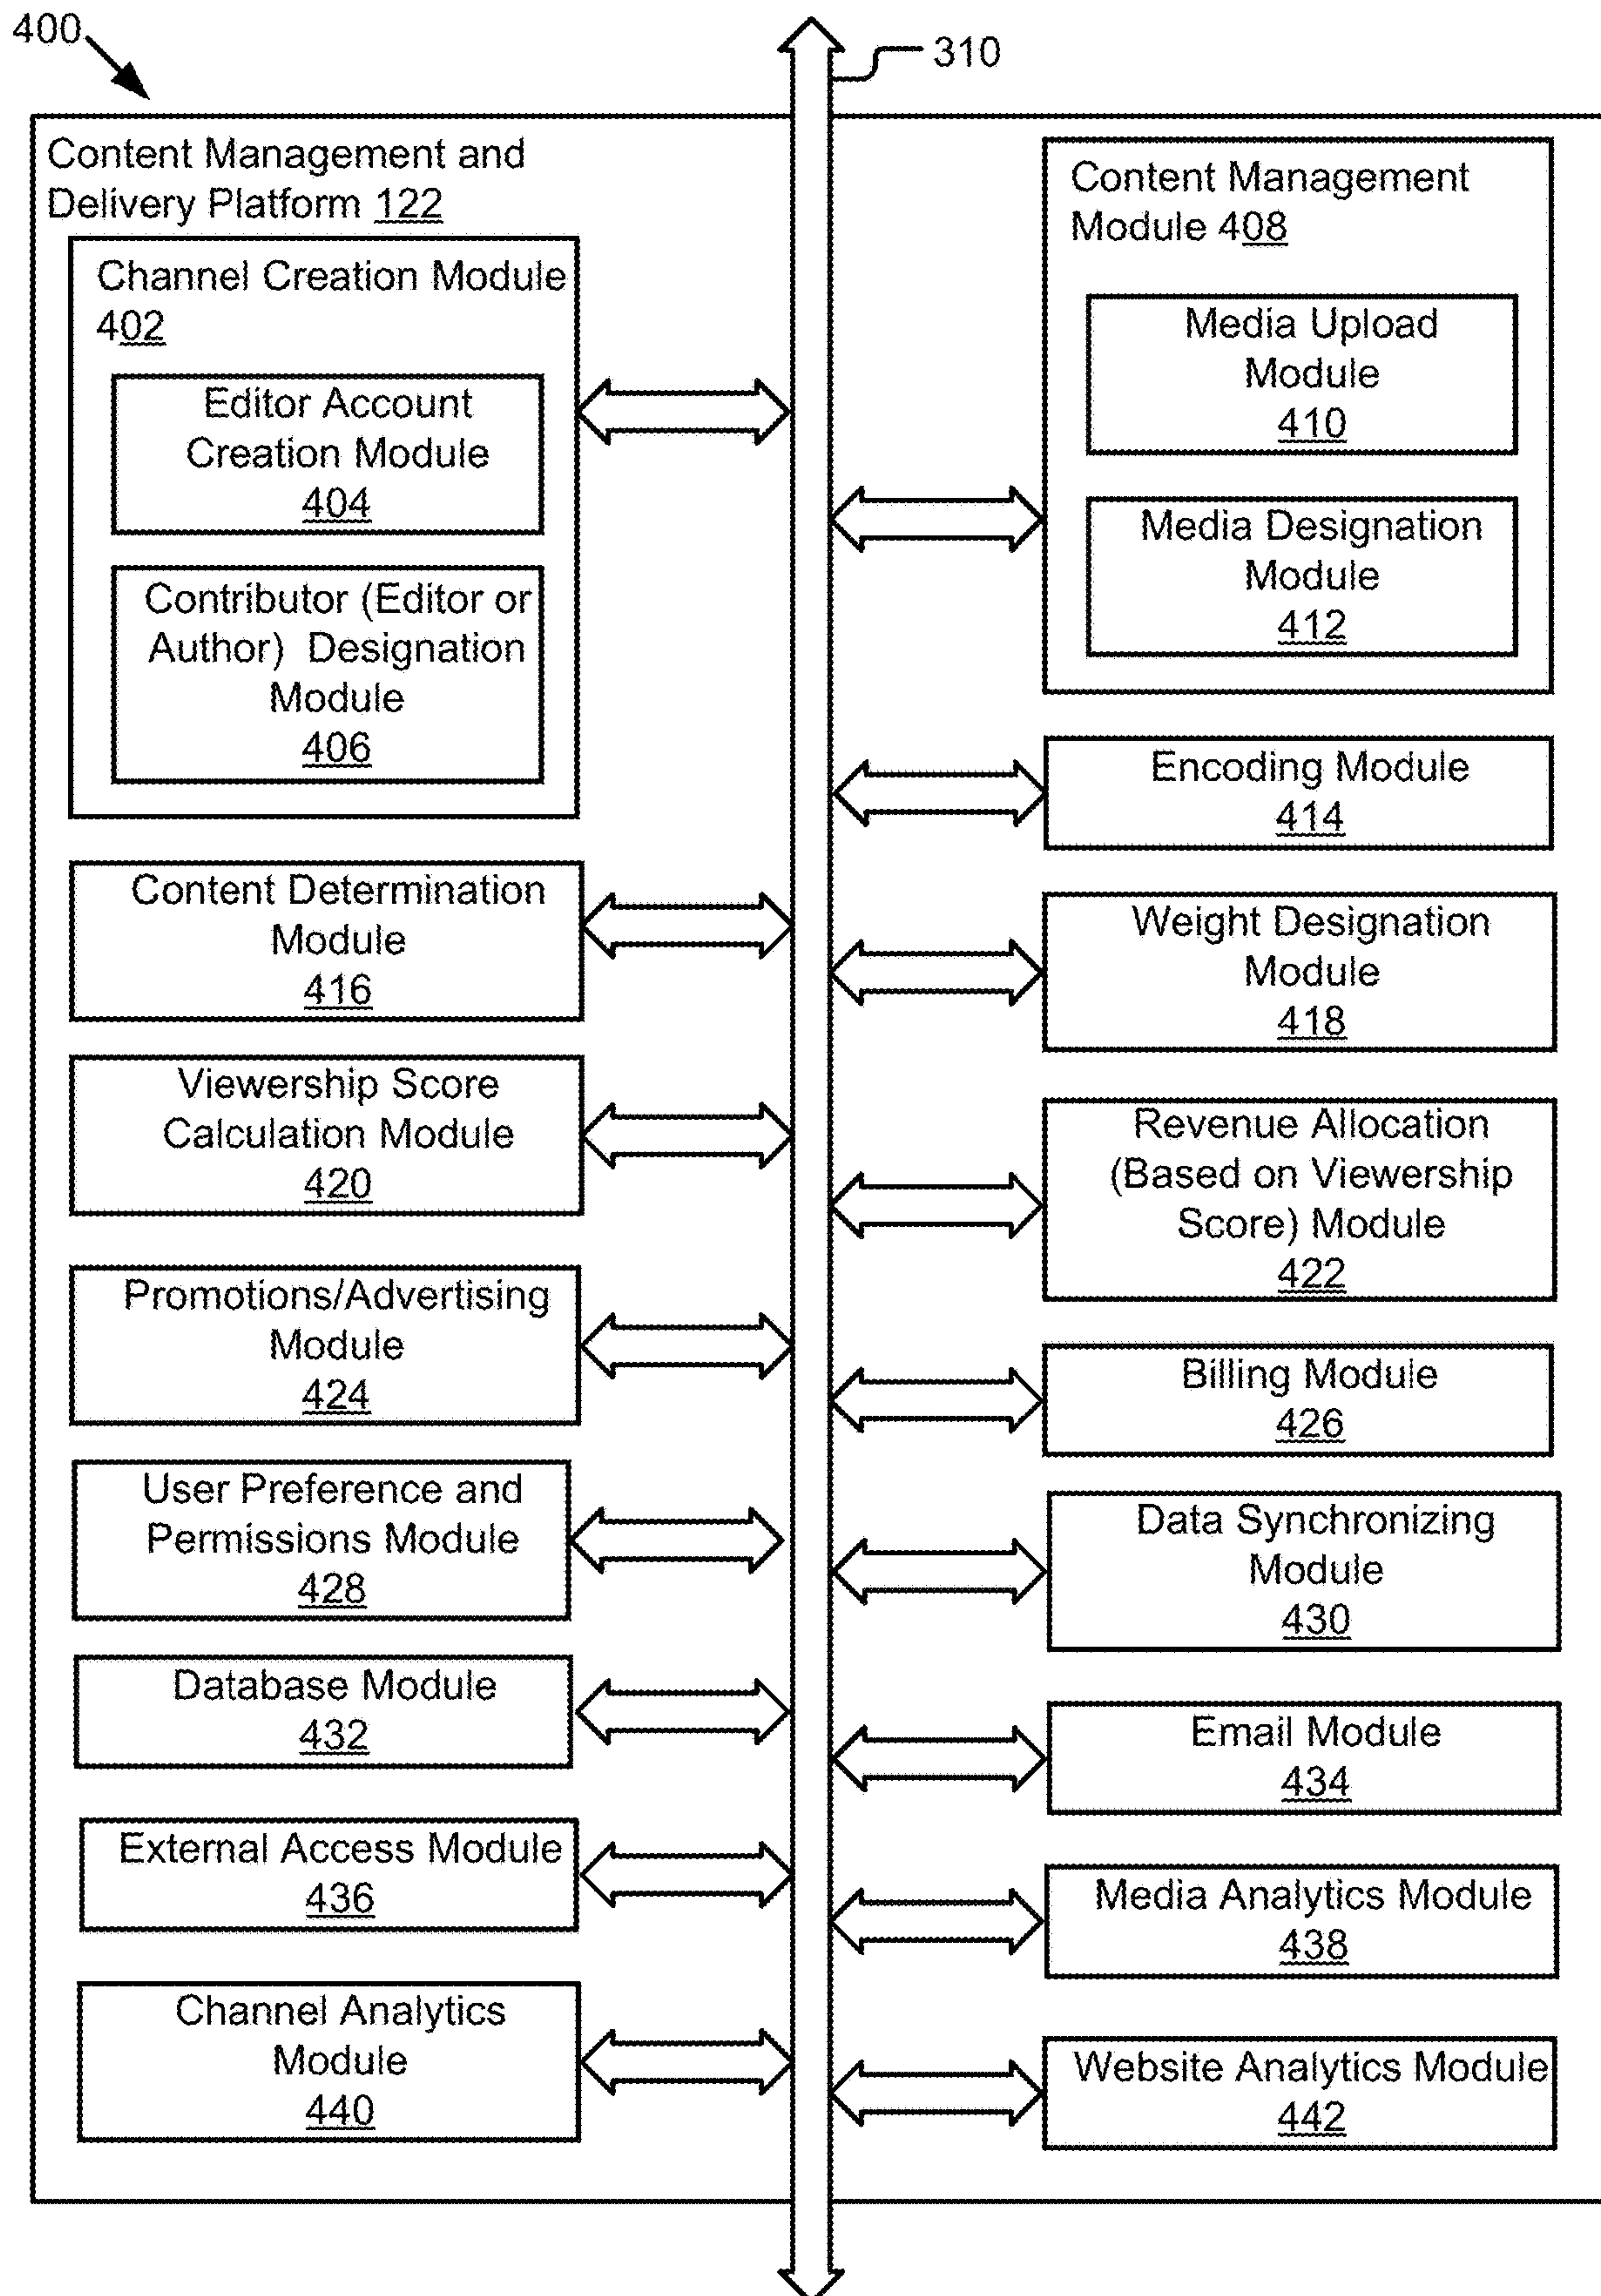 400
310
Content Management and
Delivery Platform 122
Channel Creation Module
402
Editor Account
Creation Module
404
Contributor (Editor or
Author) Designation
Module
406
Content Management
Module 408
Media Upload
Module
410
Media Designation
Module
412
Encoding Module
414
Content Determination
Module
416
Weight Designation
Module
418
Viewership Score
Calculation Module
420
Revenue Allocation
(Based on Viewership
Score) Module
422
Promotions/Advertising
Module
424
Billing Module
426
User Preference and
Permissions Module
428
Data Synchronizing
Module
430
Database Module
432
Email Module
434
External Access Module
436
Media Analytics Module
438
Channel Analytics
Module
440
Website Analytics Module
442